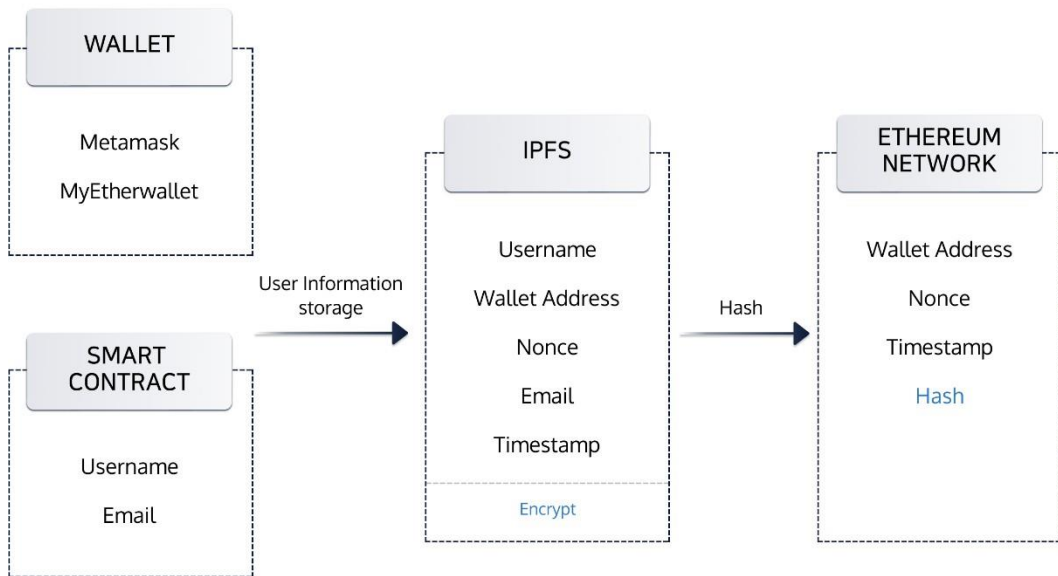 WALLET
Metamask
MyEtherwallet
SMART
CONTRACT
Username
Email
User Information
storage
IPFS
Username
Wallet Address
Nonce
Email
Timestamp
Encrypt
Hash
ETHEREUM
NETWORK
Wallet Address
Nonce
Timestamp
Hash